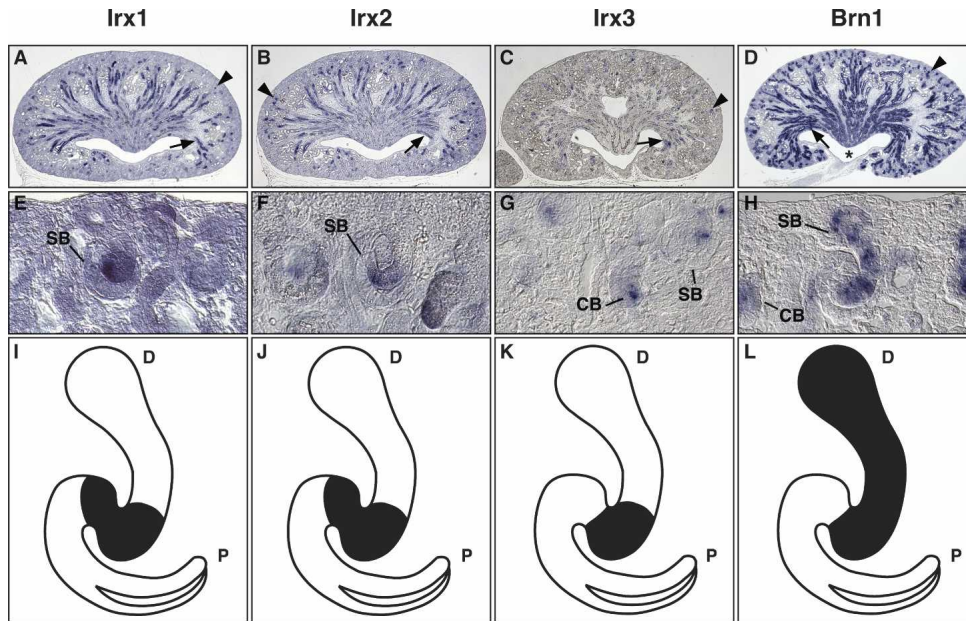 Irx1 Irx2 Irx3 Brn1
A B C D
*
E SB F SB G CB SB H SB CB
I D P J D P K D P L D P